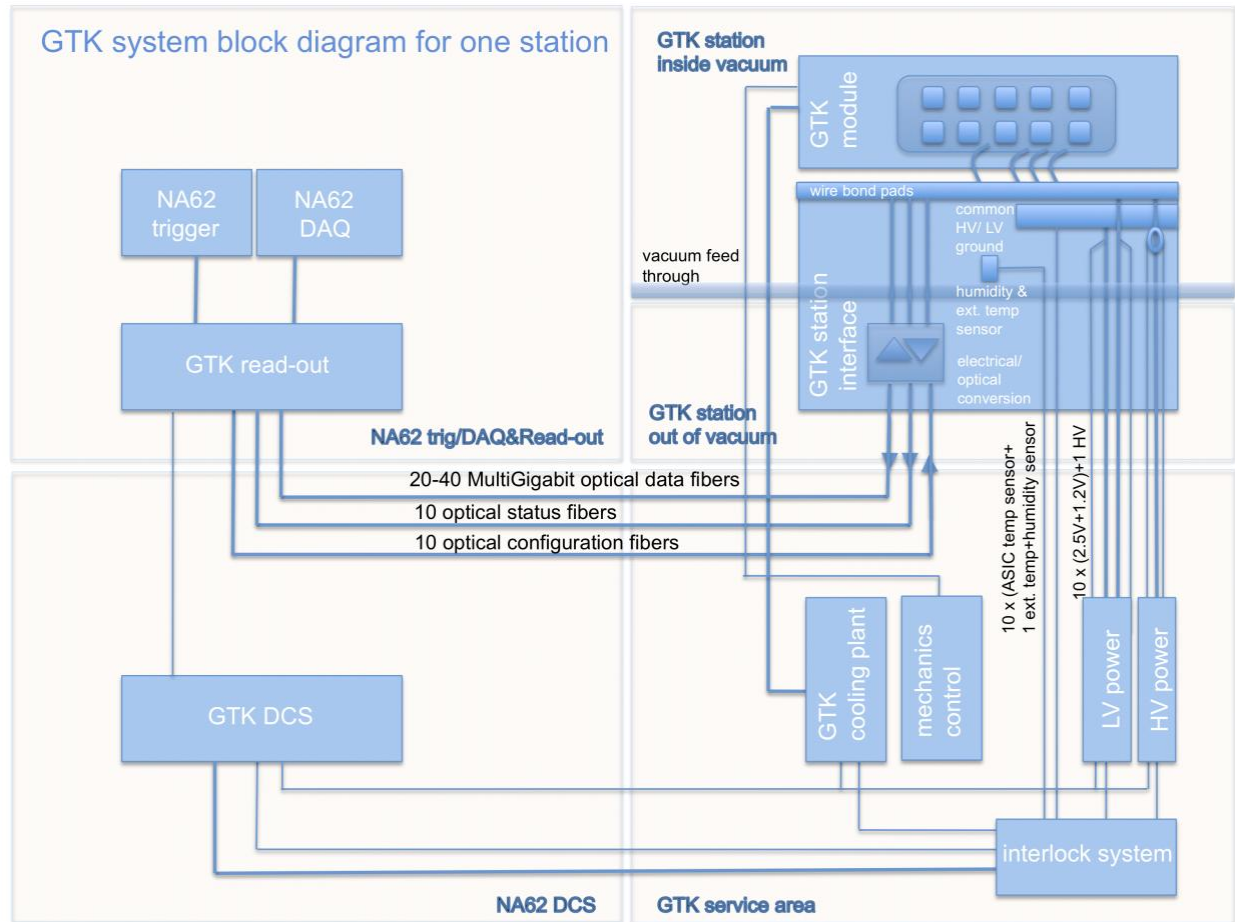 GTK system block diagram for one station
GTK station
inside vacuum
GTK
module
NA62
trigger
NA62
DAQ
wire bond pads
common
HV/ LV
ground
vacuum feed
through
humidity &
ext. temp
sensor
GTK station
interface
electrical/
optical
conversion
GTK read-out
NA62 trig/DAQ&Read-out
GTK station
out of vacuum
20-40 MultiGigabit optical data fibers
10 optical status fibers
10 optical configuration fibers
10 x (ASIC temp sensor+
1 ext. temp+humidity sensor
10 x (2.5V+1.2V)+1 HV
GTK DCS
GTK
cooling plant
mechanics
control
LV power
HV power
interlock system
NA62 DCS
GTK service area